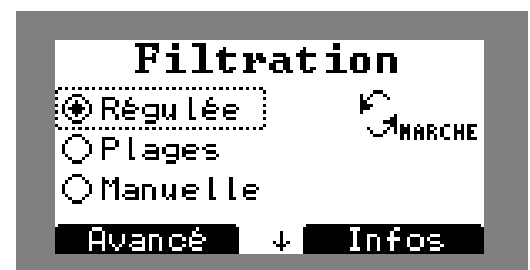 Filtration
Régulée
MARCHE
Plages
Manuelle
Avancé ↓ Infos